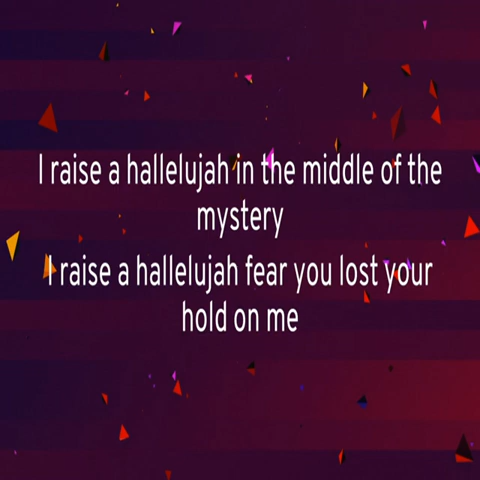 I raise a hallelujah in the middle of the
mystery
I raise a hallelujah fear you lost your
hold on me